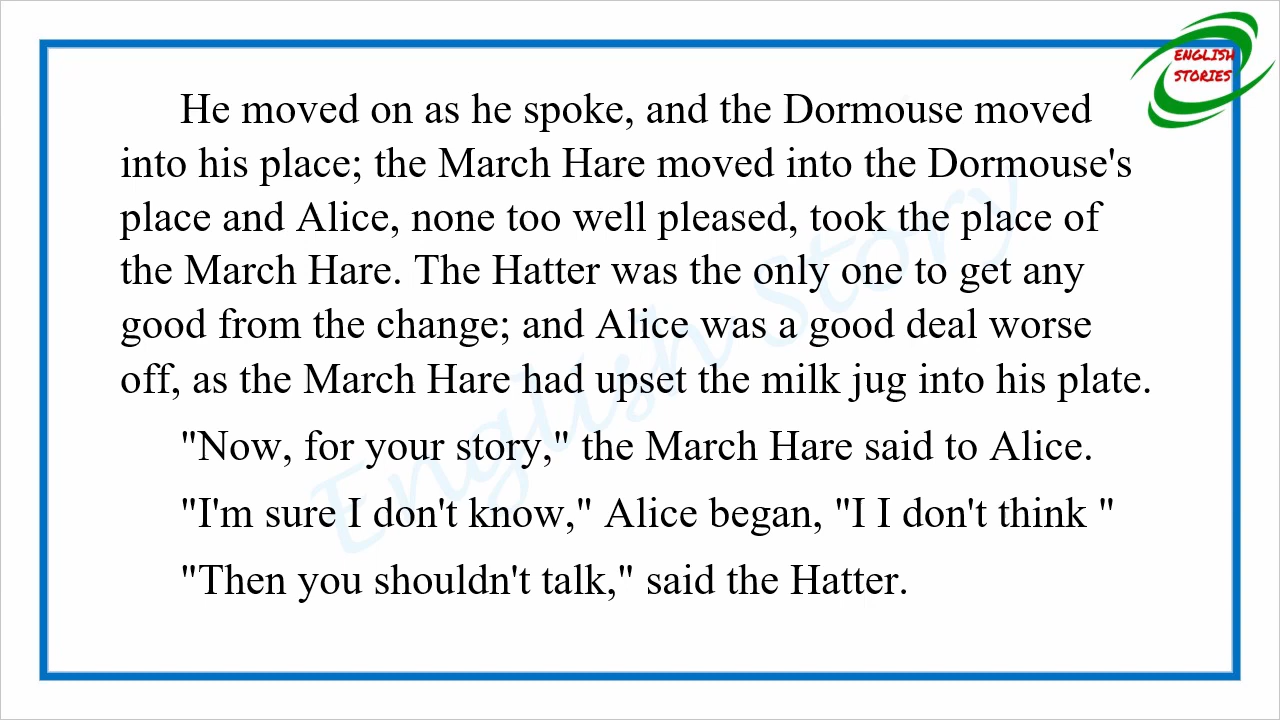 ENGLISH
STORIES
He moved on as he spoke, and the Dormouse moved
into his place; the March Hare moved into the Dormouse's
place and Alice, none too well pleased, took the place of
the March Hare. The Hatter was the only one to get any
good from the change; and Alice was a good deal worse
off, as the March Hare had upset the milk jug into his plate.
"Now, for your story," the March Hare said to Alice.
"I'm sure I don't know," Alice began, "I I don't think "
"Then you shouldn't talk," said the Hatter.
English Story